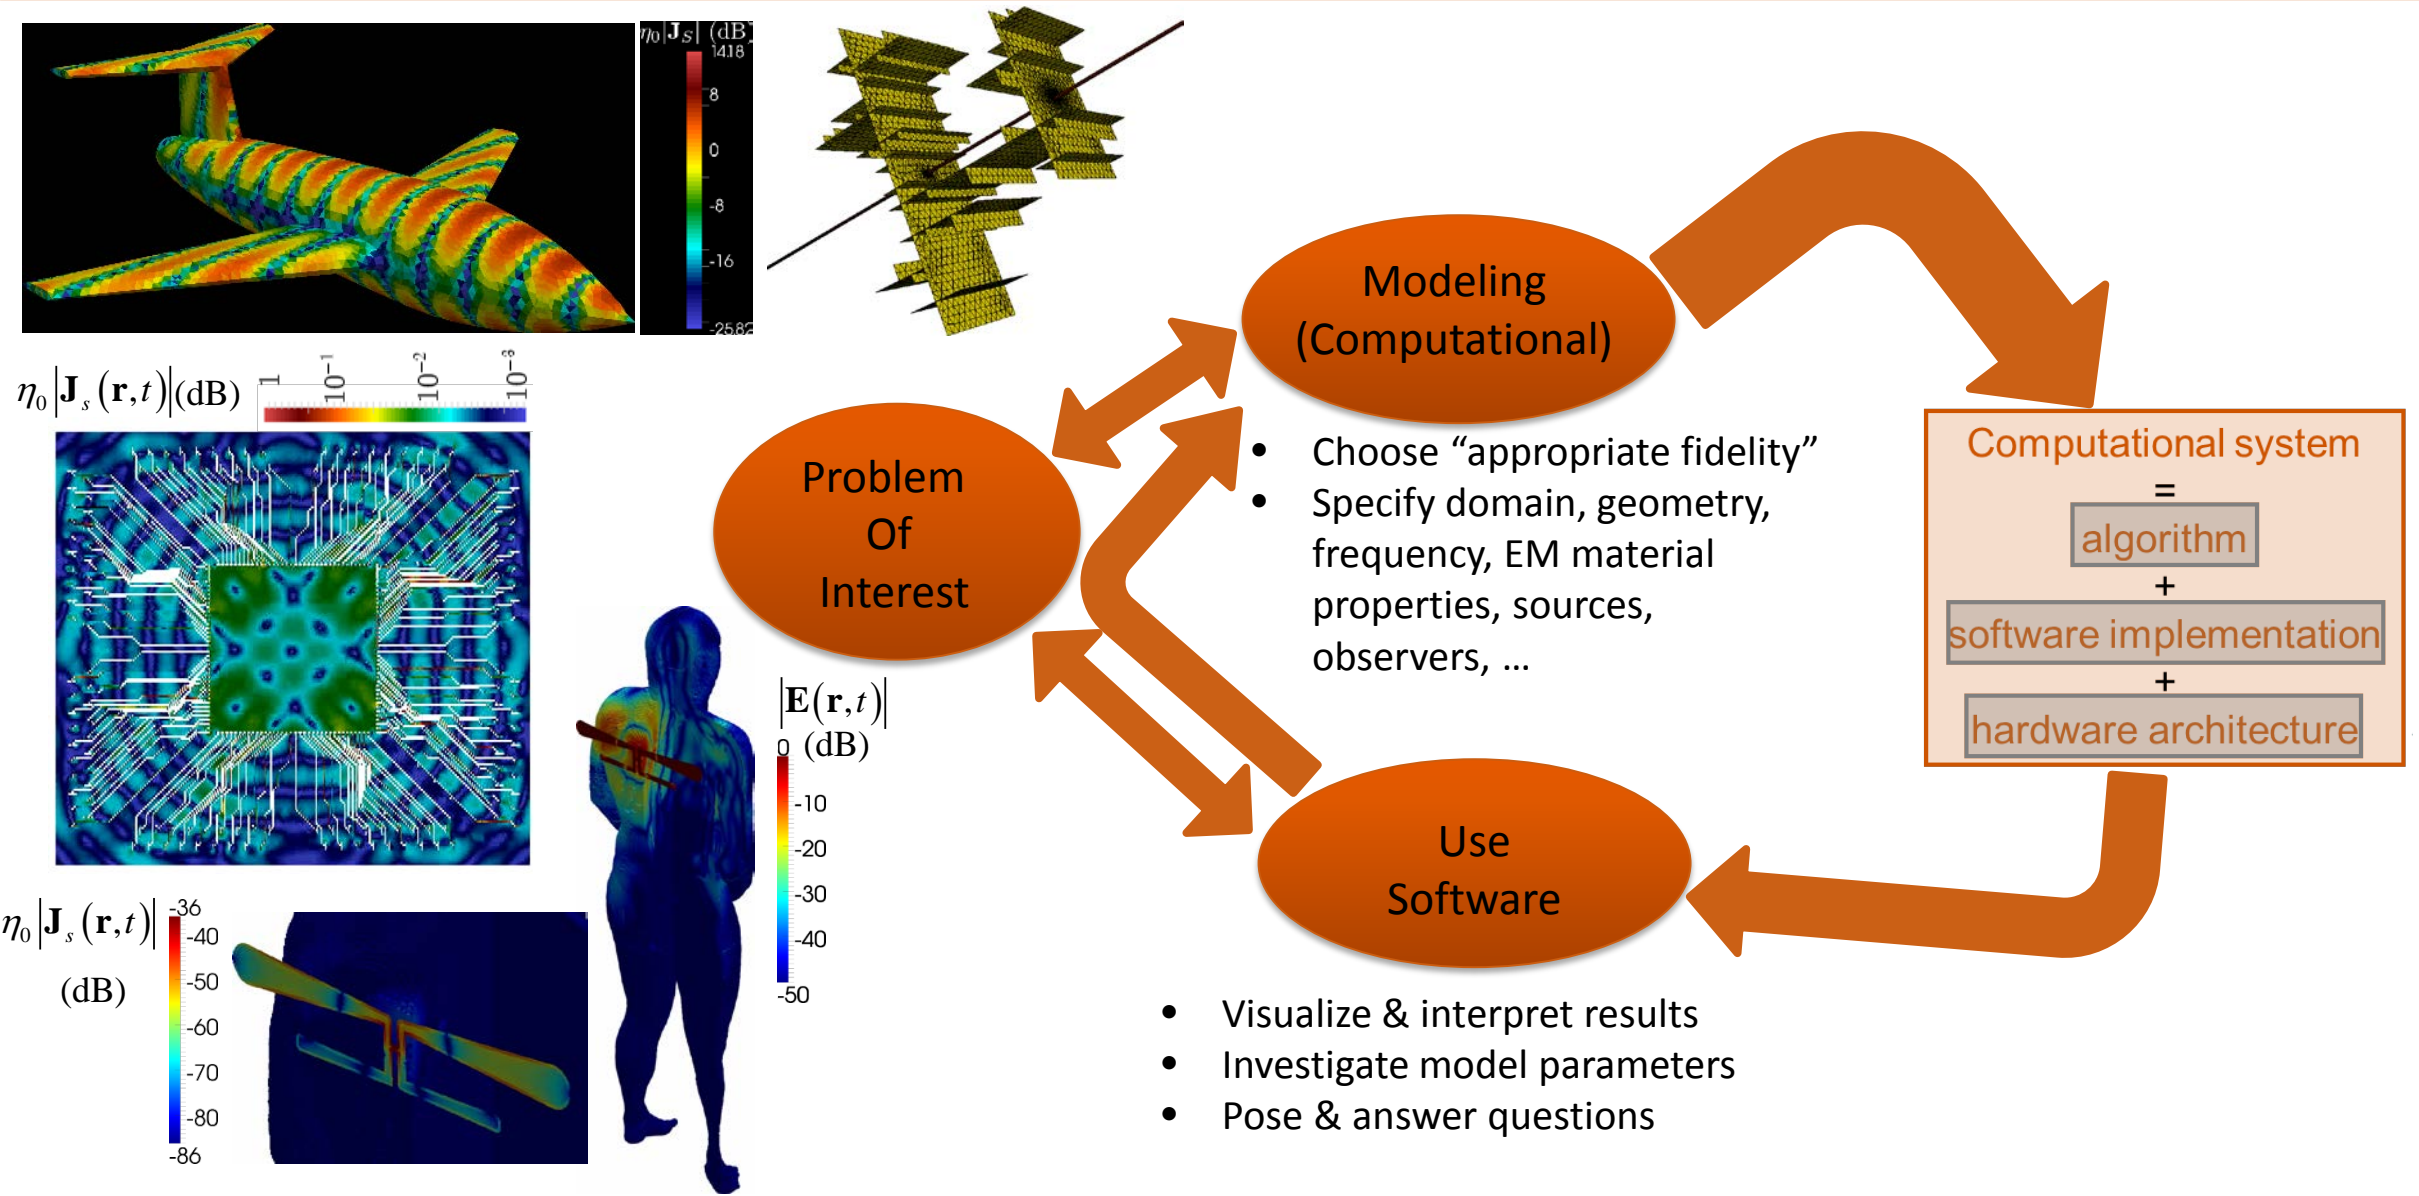 η₀|J_S| (dB)
14.18
8
0
-8
-16
-25.82
η₀|J_s(r,t)|(dB)
1
10⁻¹
10⁻²
10⁻³
η₀|J_s(r,t)|
(dB)
-36
-40
-50
-60
-70
-80
-86
|E(r,t)|
(dB)
0
-10
-20
-30
-40
-50
Problem
Of
Interest
Modeling
(Computational)
• Choose “appropriate fidelity”
• Specify domain, geometry,
frequency, EM material
properties, sources,
observers, ...
Computational system
=
algorithm
+
software implementation
+
hardware architecture
Use
Software
• Visualize & interpret results
• Investigate model parameters
• Pose & answer questions